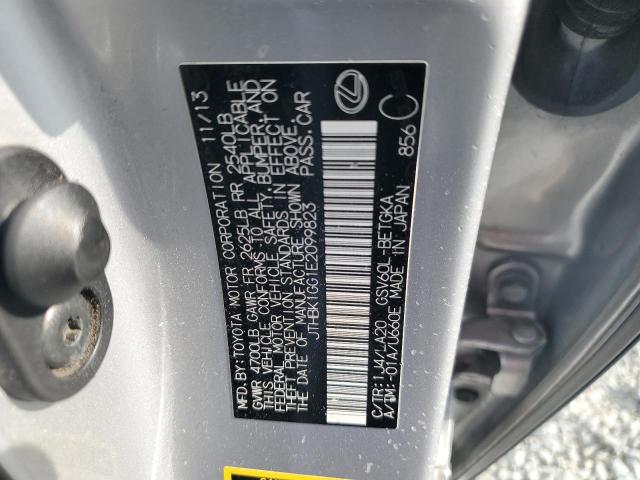 MFD. BY: TOYOTA MOTOR CORPORATION 11/13
GVWR 4700LB GAWR FR 2625LB RR 2540LB
THIS VEHICLE CONFORMS TO ALL APPLICABLE
FEDERAL MOTOR VEHICLE SAFETY, BUMPER, AND
THEFT PREVENTION STANDARDS IN EFFECT ON
THE DATE OF MANUFACTURE SHOWN ABOVE.
JTHBK1GG1E2099823 PASS. CAR
C/TR: 1J4/LA20 GSV60L-BETGKA
A/TM: -01A/U660E MADE IN JAPAN 856 C